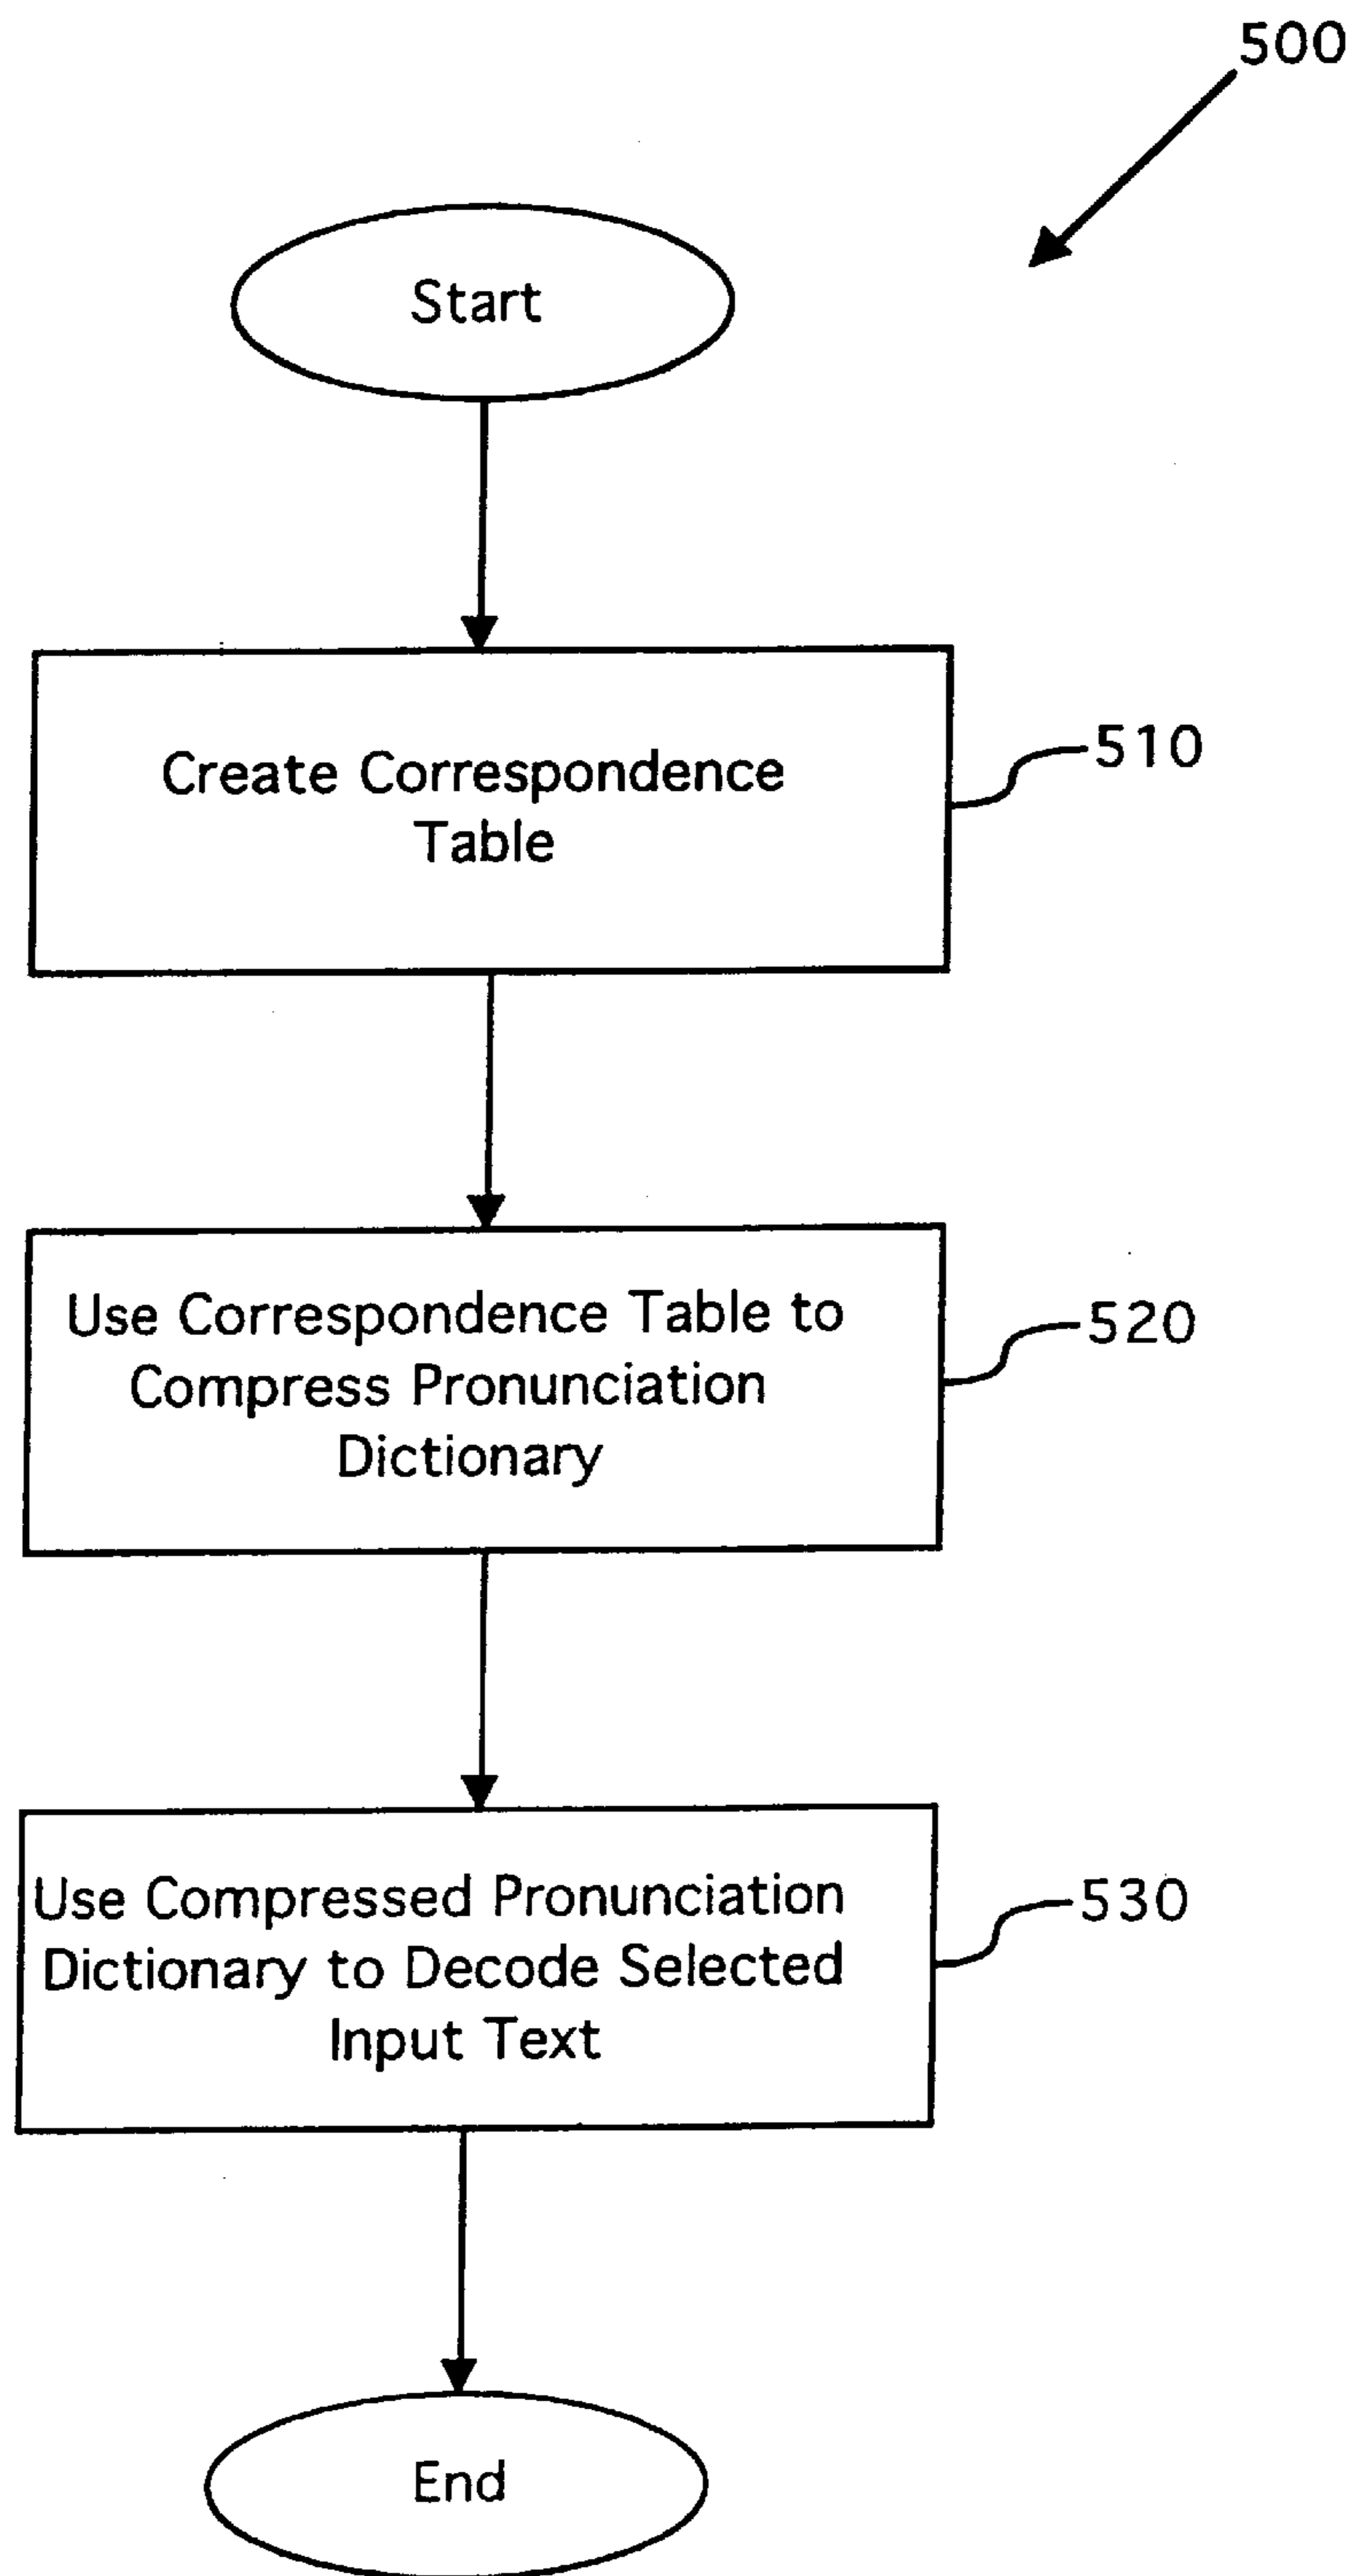 500
Start
Create Correspondence
Table
510
Use Correspondence Table to
Compress Pronunciation
Dictionary
520
Use Compressed Pronunciation
Dictionary to Decode Selected
Input Text
530
End